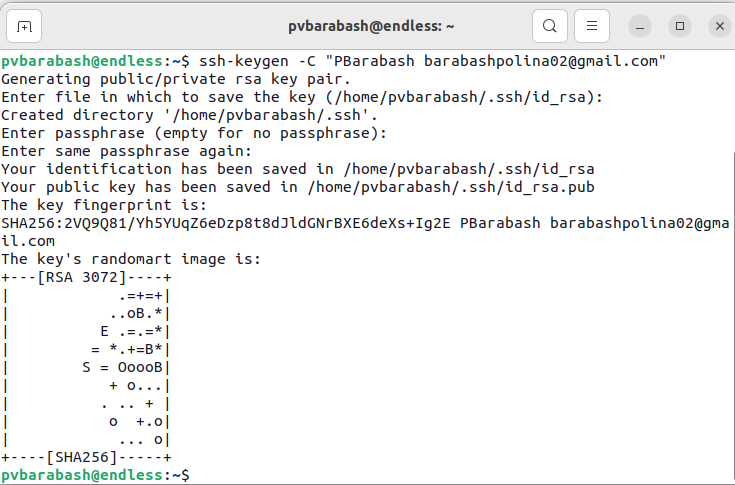 pvbarabash@endless: ~
pvbarabash@endless:~$ ssh-keygen -C "PBarabash barabashpolina02@gmail.com"
Generating public/private rsa key pair.
Enter file in which to save the key (/home/pvbarabash/.ssh/id_rsa):
Created directory '/home/pvbarabash/.ssh'.
Enter passphrase (empty for no passphrase):
Enter same passphrase again:
Your identification has been saved in /home/pvbarabash/.ssh/id_rsa
Your public key has been saved in /home/pvbarabash/.ssh/id_rsa.pub
The key fingerprint is:
SHA256:2VQ9Q81/Yh5YUqZ6eDzp8t8dJldGNrBXE6deXs+Ig2E PBarabash barabashpolina02@gma
il.com
The key's randomart image is:
+---[RSA 3072]----+
|            .=+=+|
|           ..oB.*|
|          E .=.=*|
|         = *.+=B*|
|        S = OoooB|
|           + o...|
|          . .. + |
|           o  +.o|
|            ... o|
+----[SHA256]-----+
pvbarabash@endless:~$